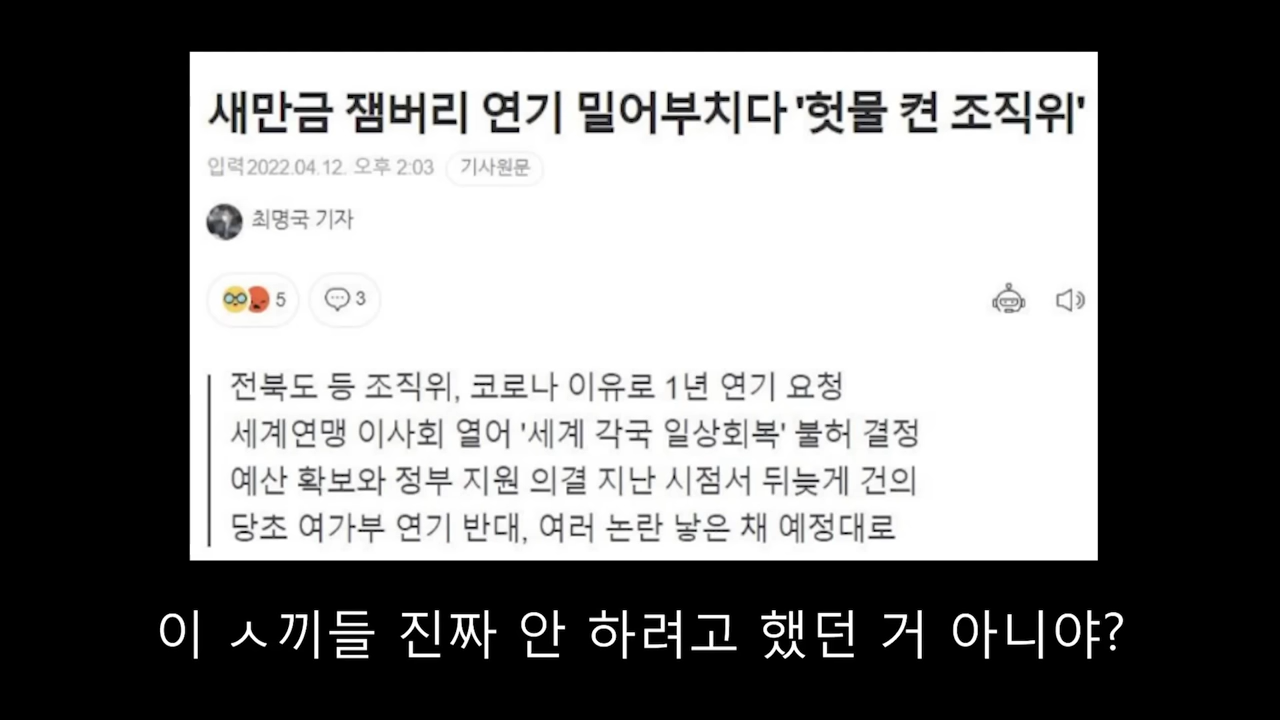 새만금 잼버리 연기 밀어부치다 '헛물 켠 조직위'
입력 2022.04.12. 오후 2:03 기사원문
최명국 기자
5 3
전북도 등 조직위, 코로나 이유로 1년 연기 요청
세계연맹 이사회 열어 '세계 각국 일상회복' 불허 결정
예산 확보와 정부 지원 의결 지난 시점서 뒤늦게 건의
당초 여가부 연기 반대, 여러 논란 낳은 채 예정대로
이 ㅅ끼들 진짜 안 하려고 했던 거 아니야?